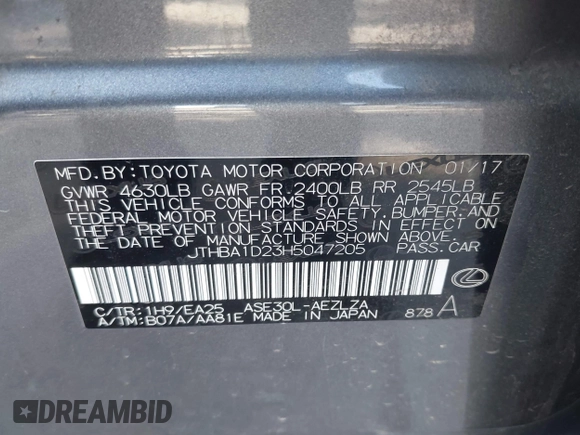 MFD.BY:TOYOTA MOTOR CORPORATION 01/17
GVWR 4630LB GAWR FR.2400LB RR 2545LB
THIS VEHICLE CONFORMS TO ALL APPLICABLE
FEDERAL MOTOR VEHICLE SAFETY, BUMPER, AND
THEFT PREVENTION STANDARDS IN EFFECT
ON THE DATE OF MANUFACTURE SHOWN ABOVE.
JTHBA1D23H5047205 PASS.CAR
C/TR:1H9/EA25 ASE30L-AEZLZA
A/TM:B07A/AA81E MADE IN JAPAN 878 A
DREAMBID